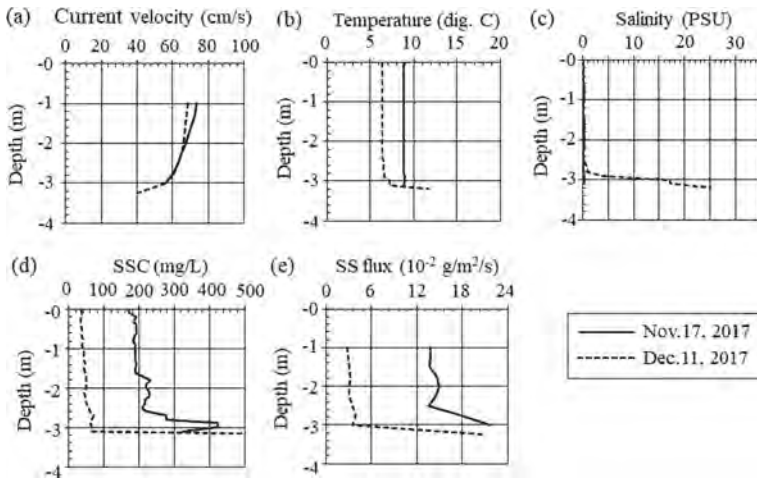 (a) Current velocity (cm/s)
0 20 40 60 80 100
-0
-1
-2
-3
-4
Depth (m)
(b) Temperature (dig. C)
0 5 10 15 20
-0
-1
-2
-3
-4
Depth (m)
(c) Salinity (PSU)
0 10 20 30
-0
-1
-2
-3
-4
Depth (m)
(d) SSC (mg/L)
0 100 200 300 400 500
-0
-1
-2
-3
-4
Depth (m)
(e) SS flux (10-2 g/m2/s)
0 6 12 18 24
-0
-1
-2
-3
-4
Depth (m)
Nov.17, 2017
Dec.11, 2017